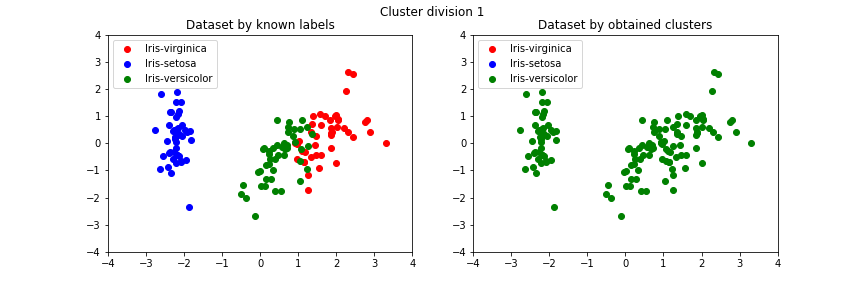 Cluster division 1
Dataset by known labels
Iris-virginica
Iris-setosa
Iris-versicolor
4
3
2
1
0
−1
−2
−3
−4
−4 −3 −2 −1 0 1 2 3 4
Dataset by obtained clusters
Iris-virginica
Iris-setosa
Iris-versicolor
4
3
2
1
0
−1
−2
−3
−4
−4 −3 −2 −1 0 1 2 3 4